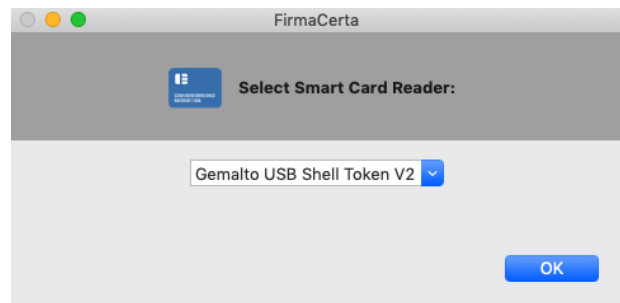 FirmaCerta
Select Smart Card Reader:
Gemalto USB Shell Token V2
OK